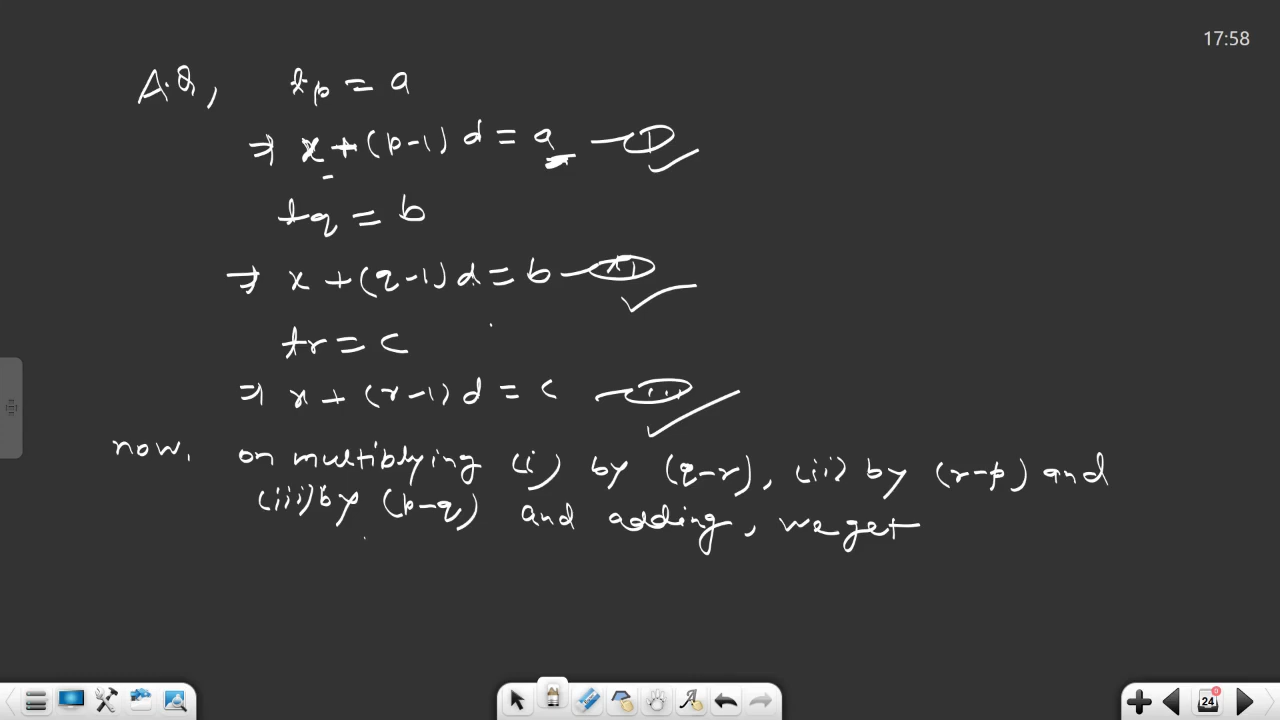 17:58
A.Q, tp = a
⇒ x + (p-1) d = a — (i)
tq = b
⇒ x + (q-1) d = b — (ii)
tr = c
⇒ x + (r-1) d = c — (iii)
now, on multiplying (i) by (q-r), (ii) by (r-p) and
(iii) by (p-q) and adding, we get
24